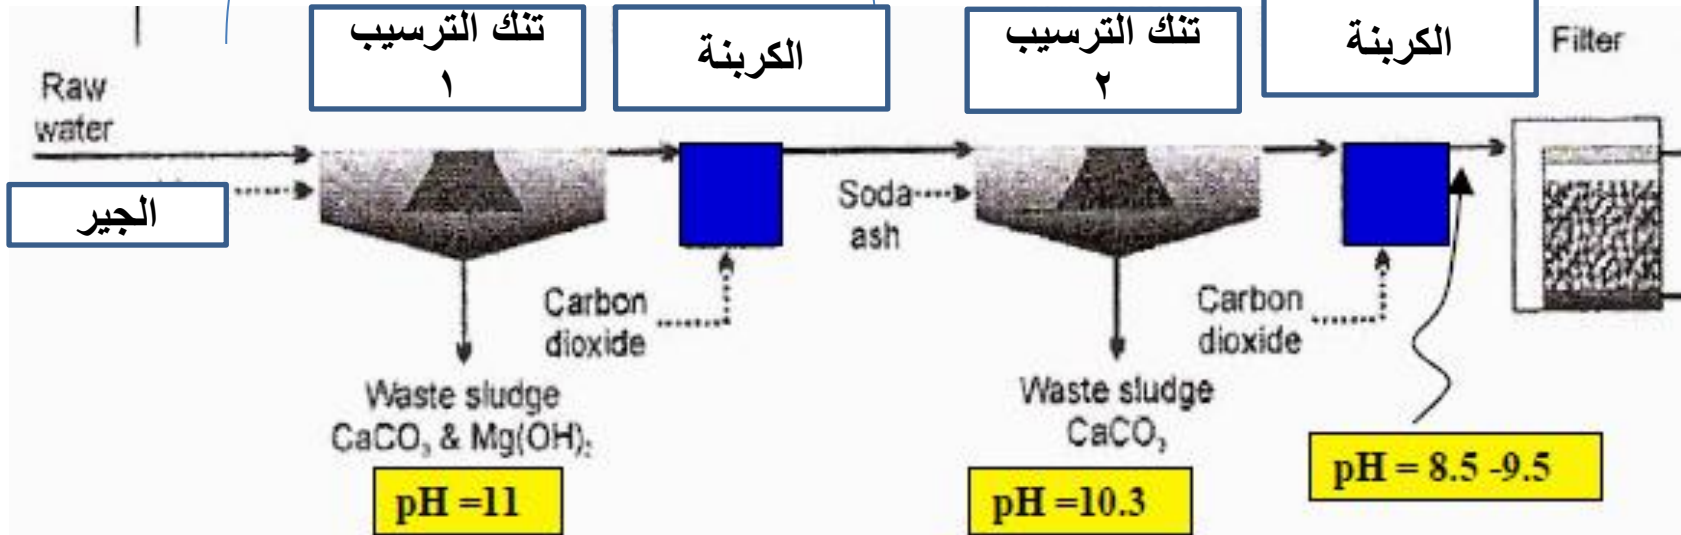 تنك الترسيب
١
الكربنة
تنك الترسيب
٢
الكربنة
Filter
Raw
water
الجير
Soda
ash
Carbon
dioxide
Carbon
dioxide
Waste sludge
CaCO₃ & Mg(OH)₂
Waste sludge
CaCO₃
pH =11
pH =10.3
pH = 8.5 -9.5